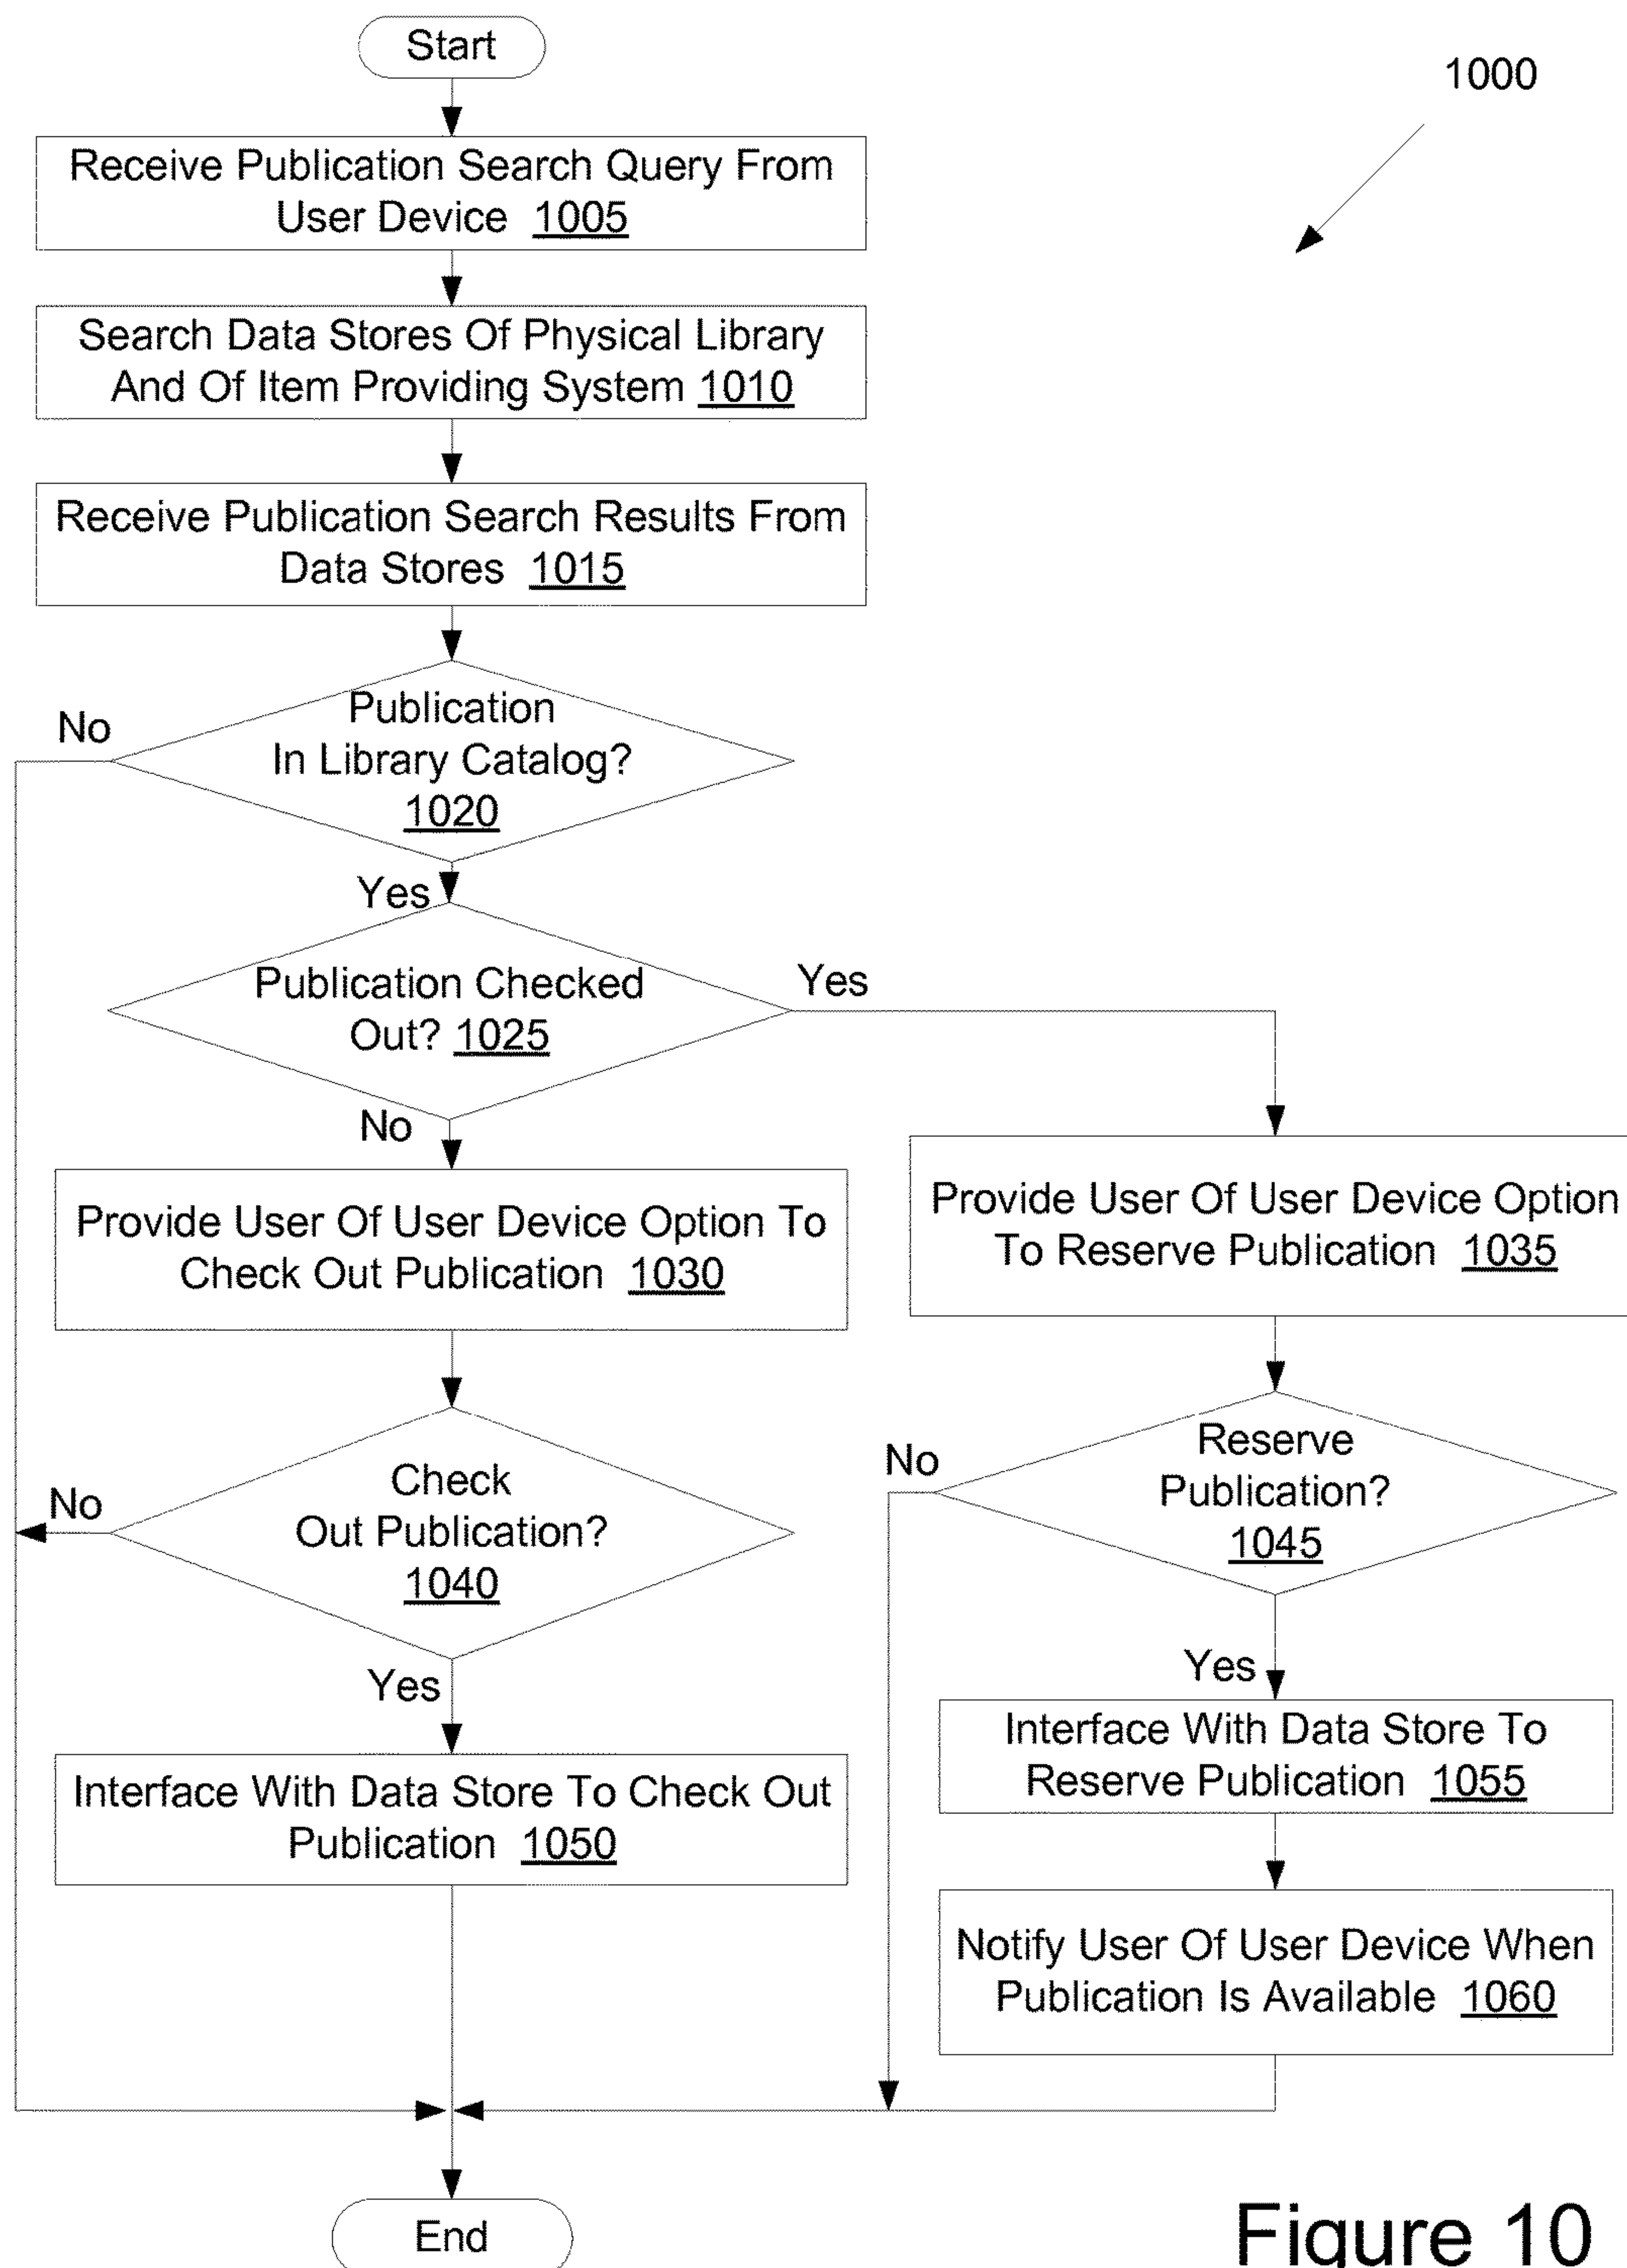 Start
1000
Receive Publication Search Query From
User Device 1005
Search Data Stores Of Physical Library
And Of Item Providing System 1010
Receive Publication Search Results From
Data Stores 1015
Publication
In Library Catalog?
1020
No
Yes
Publication Checked
Out? 1025
Yes
No
Provide User Of User Device Option To
Check Out Publication 1030
Provide User Of User Device Option
To Reserve Publication 1035
Check
Out Publication?
1040
No
Yes
Reserve
Publication?
1045
No
Yes
Interface With Data Store To Check Out
Publication 1050
Interface With Data Store To
Reserve Publication 1055
Notify User Of User Device When
Publication Is Available 1060
End
Figure 10